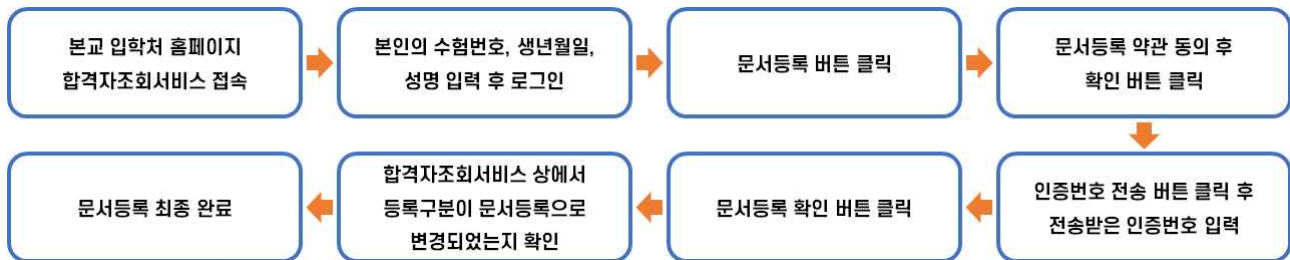 본교 입학처 홈페이지
합격자조회서비스 접속
본인의 수험번호, 생년월일,
성명 입력 후 로그인
문서등록 버튼 클릭
문서등록 약관 동의 후
확인 버튼 클릭
인증번호 전송 버튼 클릭 후
전송받은 인증번호 입력
문서등록 확인 버튼 클릭
합격자조회서비스 상에서
등록구분이 문서등록으로
변경되었는지 확인
문서등록 최종 완료